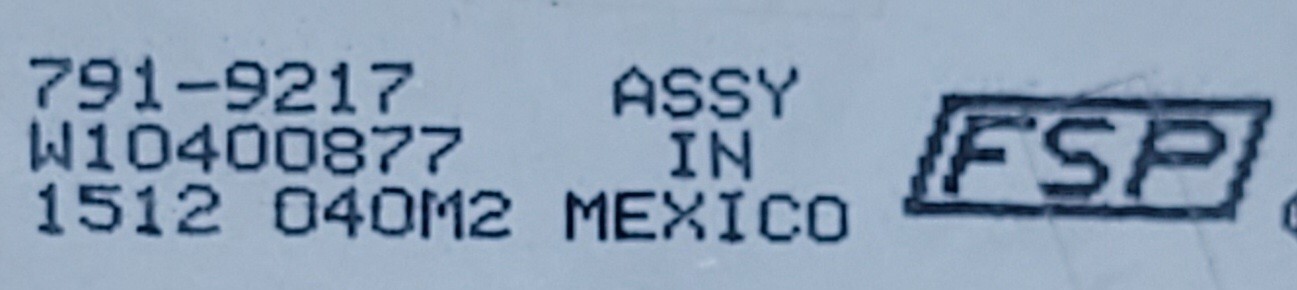 791-9217
W10400877
1512 040M2
ASSY
IN
MEXICO
FSP